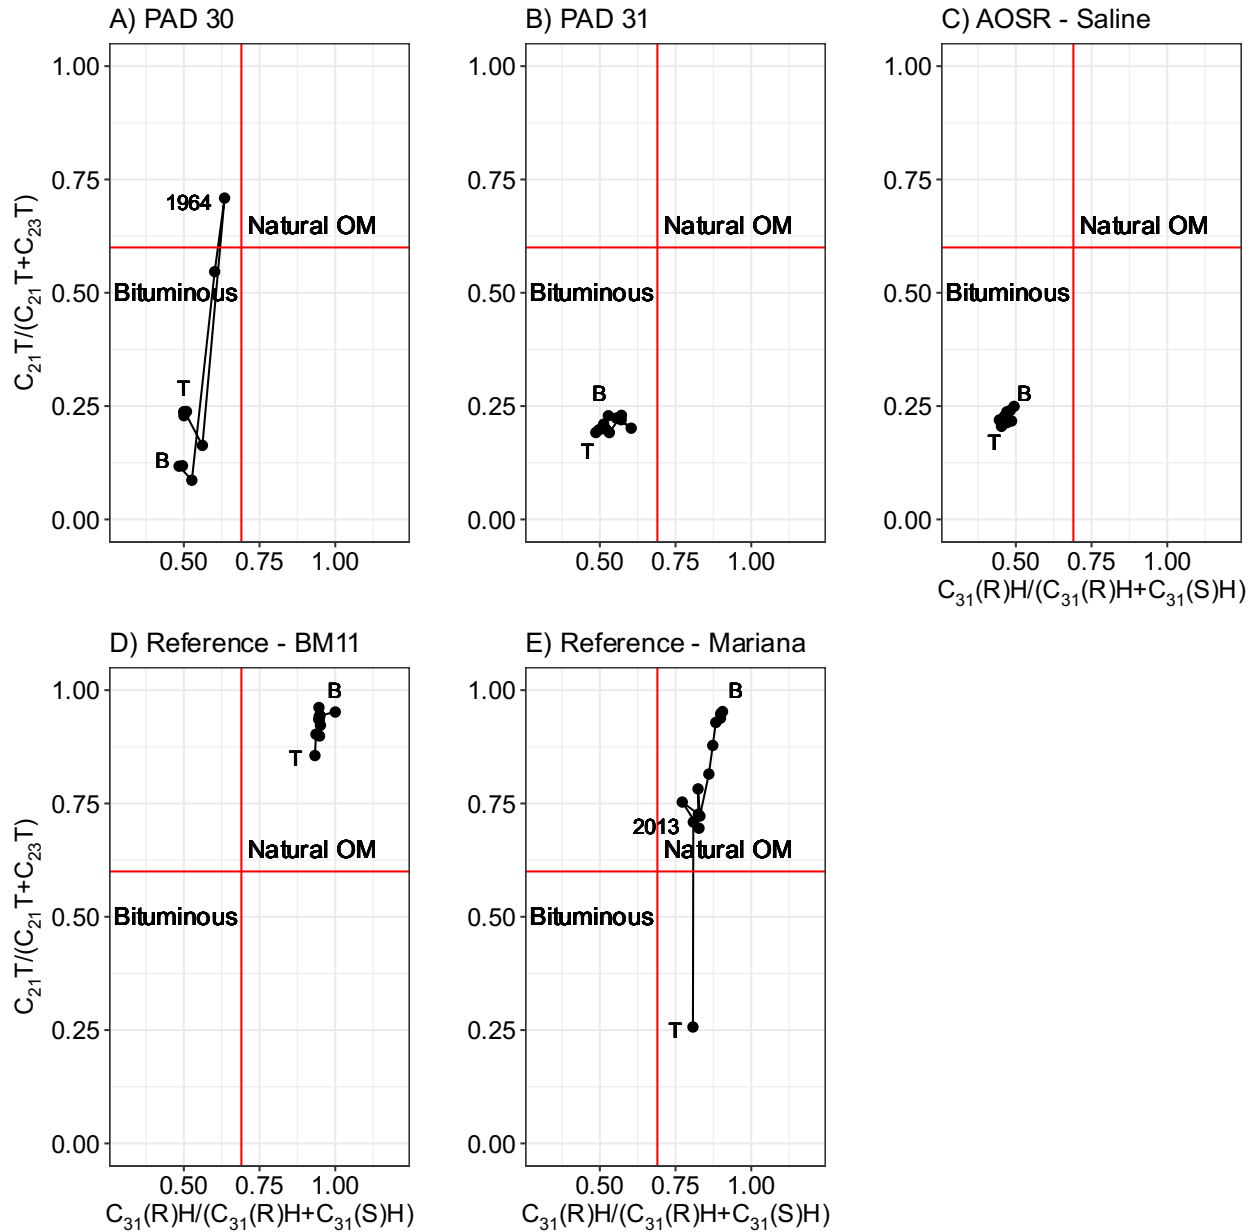 A) PAD 30
B) PAD 31
C) AOSR - Saline
C₂₁T/(C₂₁T+C₂₃T)
1.00
0.75
0.50
0.25
0.00
1964
Natural OM
Bituminous
T
B
0.50 0.75 1.00
Natural OM
Bituminous
B
T
0.50 0.75 1.00
Natural OM
Bituminous
B
T
1.00
0.75
0.50
0.25
0.00
1.00
0.75
0.50
0.25
0.00
0.50 0.75 1.00
C₃₁(R)H/(C₃₁(R)H+C₃₁(S)H)
D) Reference - BM11
E) Reference - Mariana
C₂₁T/(C₂₁T+C₂₃T)
1.00
0.75
0.50
0.25
0.00
B
T
Natural OM
Bituminous
0.50 0.75 1.00
C₃₁(R)H/(C₃₁(R)H+C₃₁(S)H)
1.00
0.75
0.50
0.25
0.00
B
2013
Natural OM
Bituminous
T
0.50 0.75 1.00
C₃₁(R)H/(C₃₁(R)H+C₃₁(S)H)